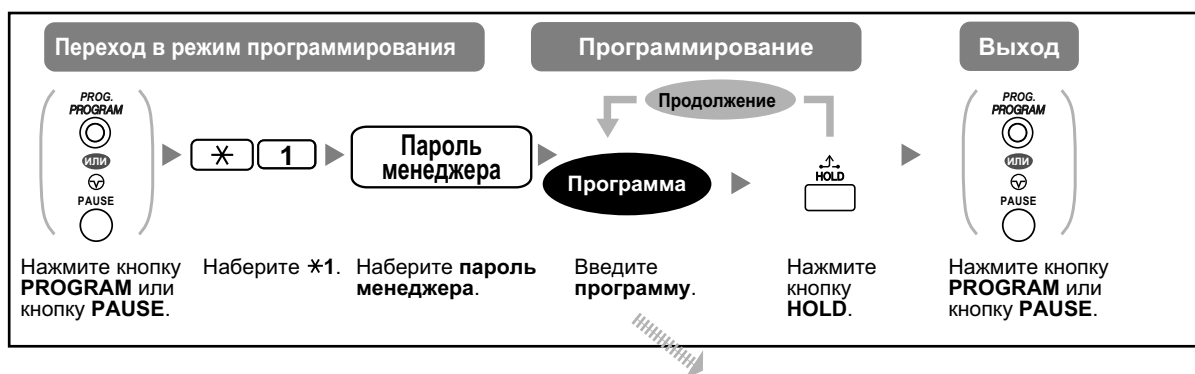 Переход в режим программирования
Программирование
Выход
PROG.
PROGRAM
ИЛИ
PAUSE
✳
1
Пароль
менеджера
Продолжение
Программа
HOLD
PROG.
PROGRAM
ИЛИ
PAUSE
Нажмите кнопку
PROGRAM или
кнопку PAUSE.
Наберите ✳1.
Наберите пароль
менеджера.
Введите
программу.
Нажмите
кнопку
HOLD.
Нажмите кнопку
PROGRAM или
кнопку PAUSE.